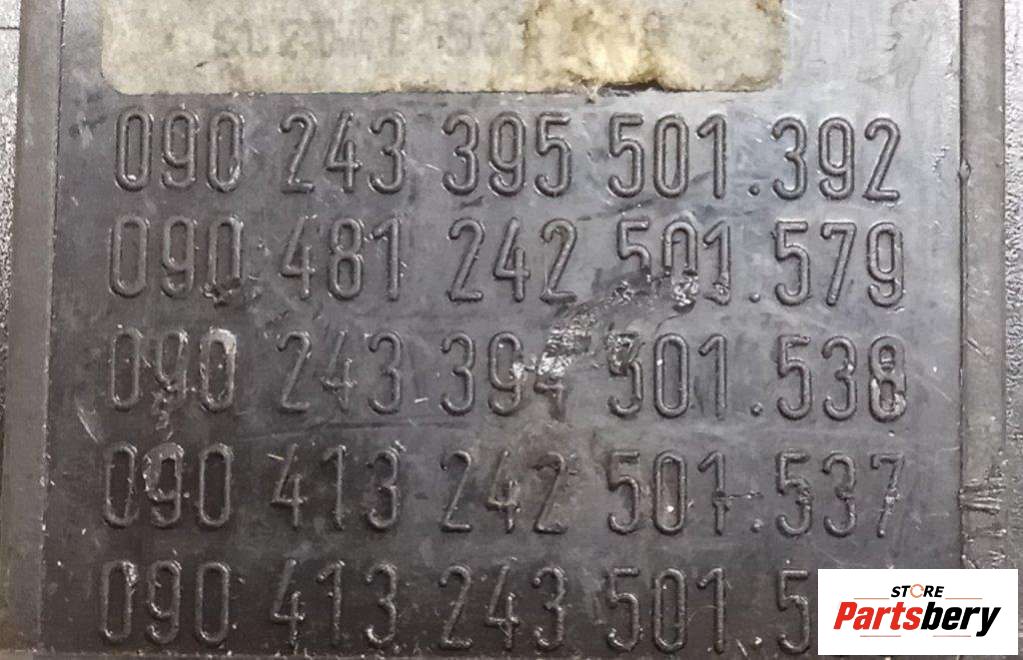 090 243 395 501.392
090 481 242 501.579
090 243 394 501.538
090 413 242 501.537
090 413 243 501.5
STORE
Partsbery